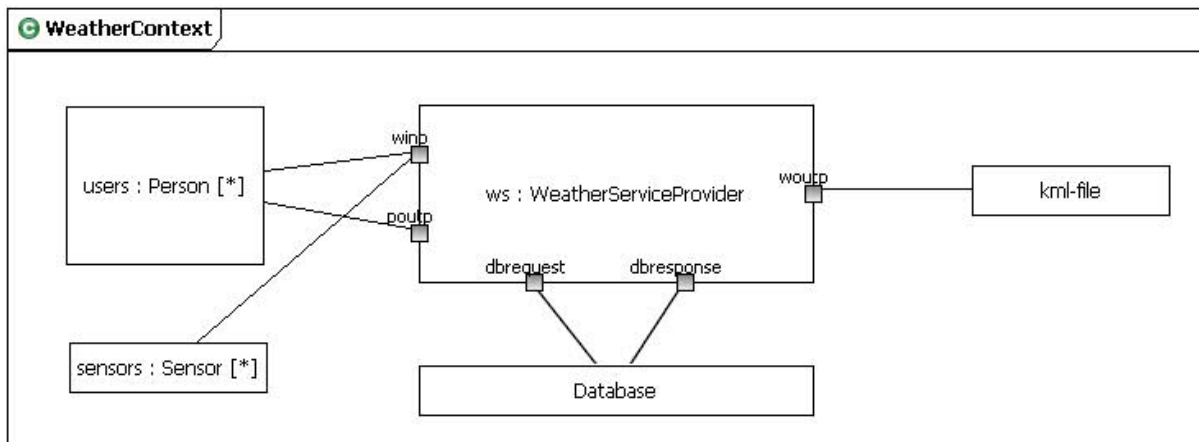 C WeatherContext
winp
users : Person [*]
ws : WeatherServiceProvider
woutp
kml-file
poutp
dbrequest
dbresponse
sensors : Sensor [*]
Database